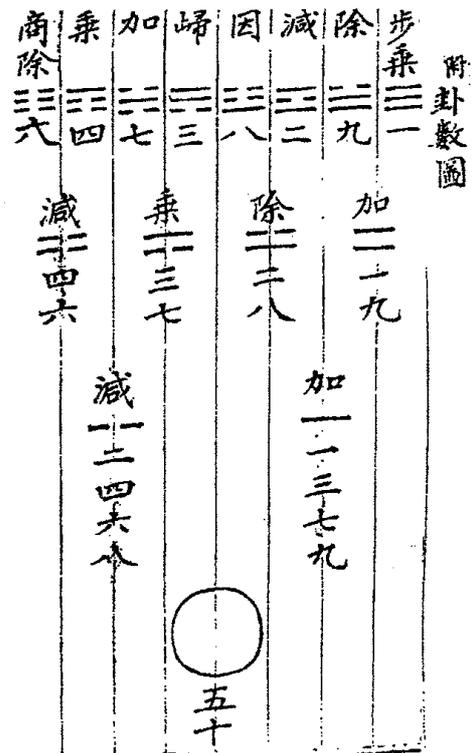 附卦數圖
步乘 一
除 九
減 二
因 八
歸 三
加 七
乘 四
商除 六
加 一九
除 二八
乘 三七
減 四六
加 一三七九
減 二四六八
五十